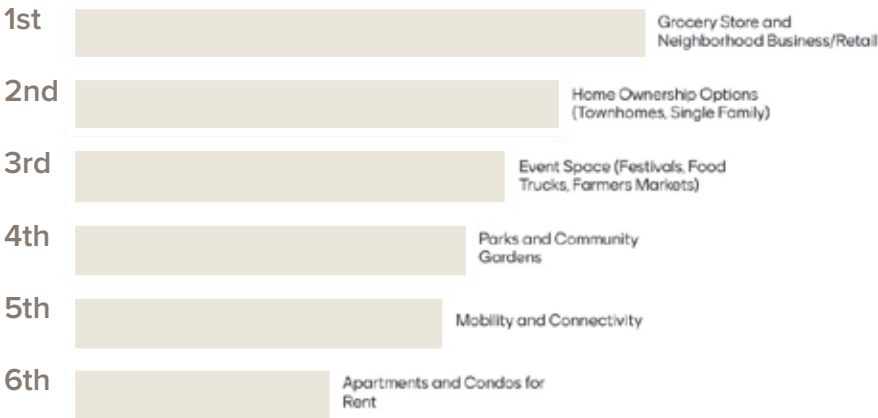 1st
Grocery Store and
Neighborhood Business/Retail
2nd
Home Ownership Options
(Townhomes, Single Family)
3rd
Event Space (Festivals, Food
Trucks, Farmers Markets)
4th
Parks and Community
Gardens
5th
Mobility and Connectivity
6th
Apartments and Condos for
Rent